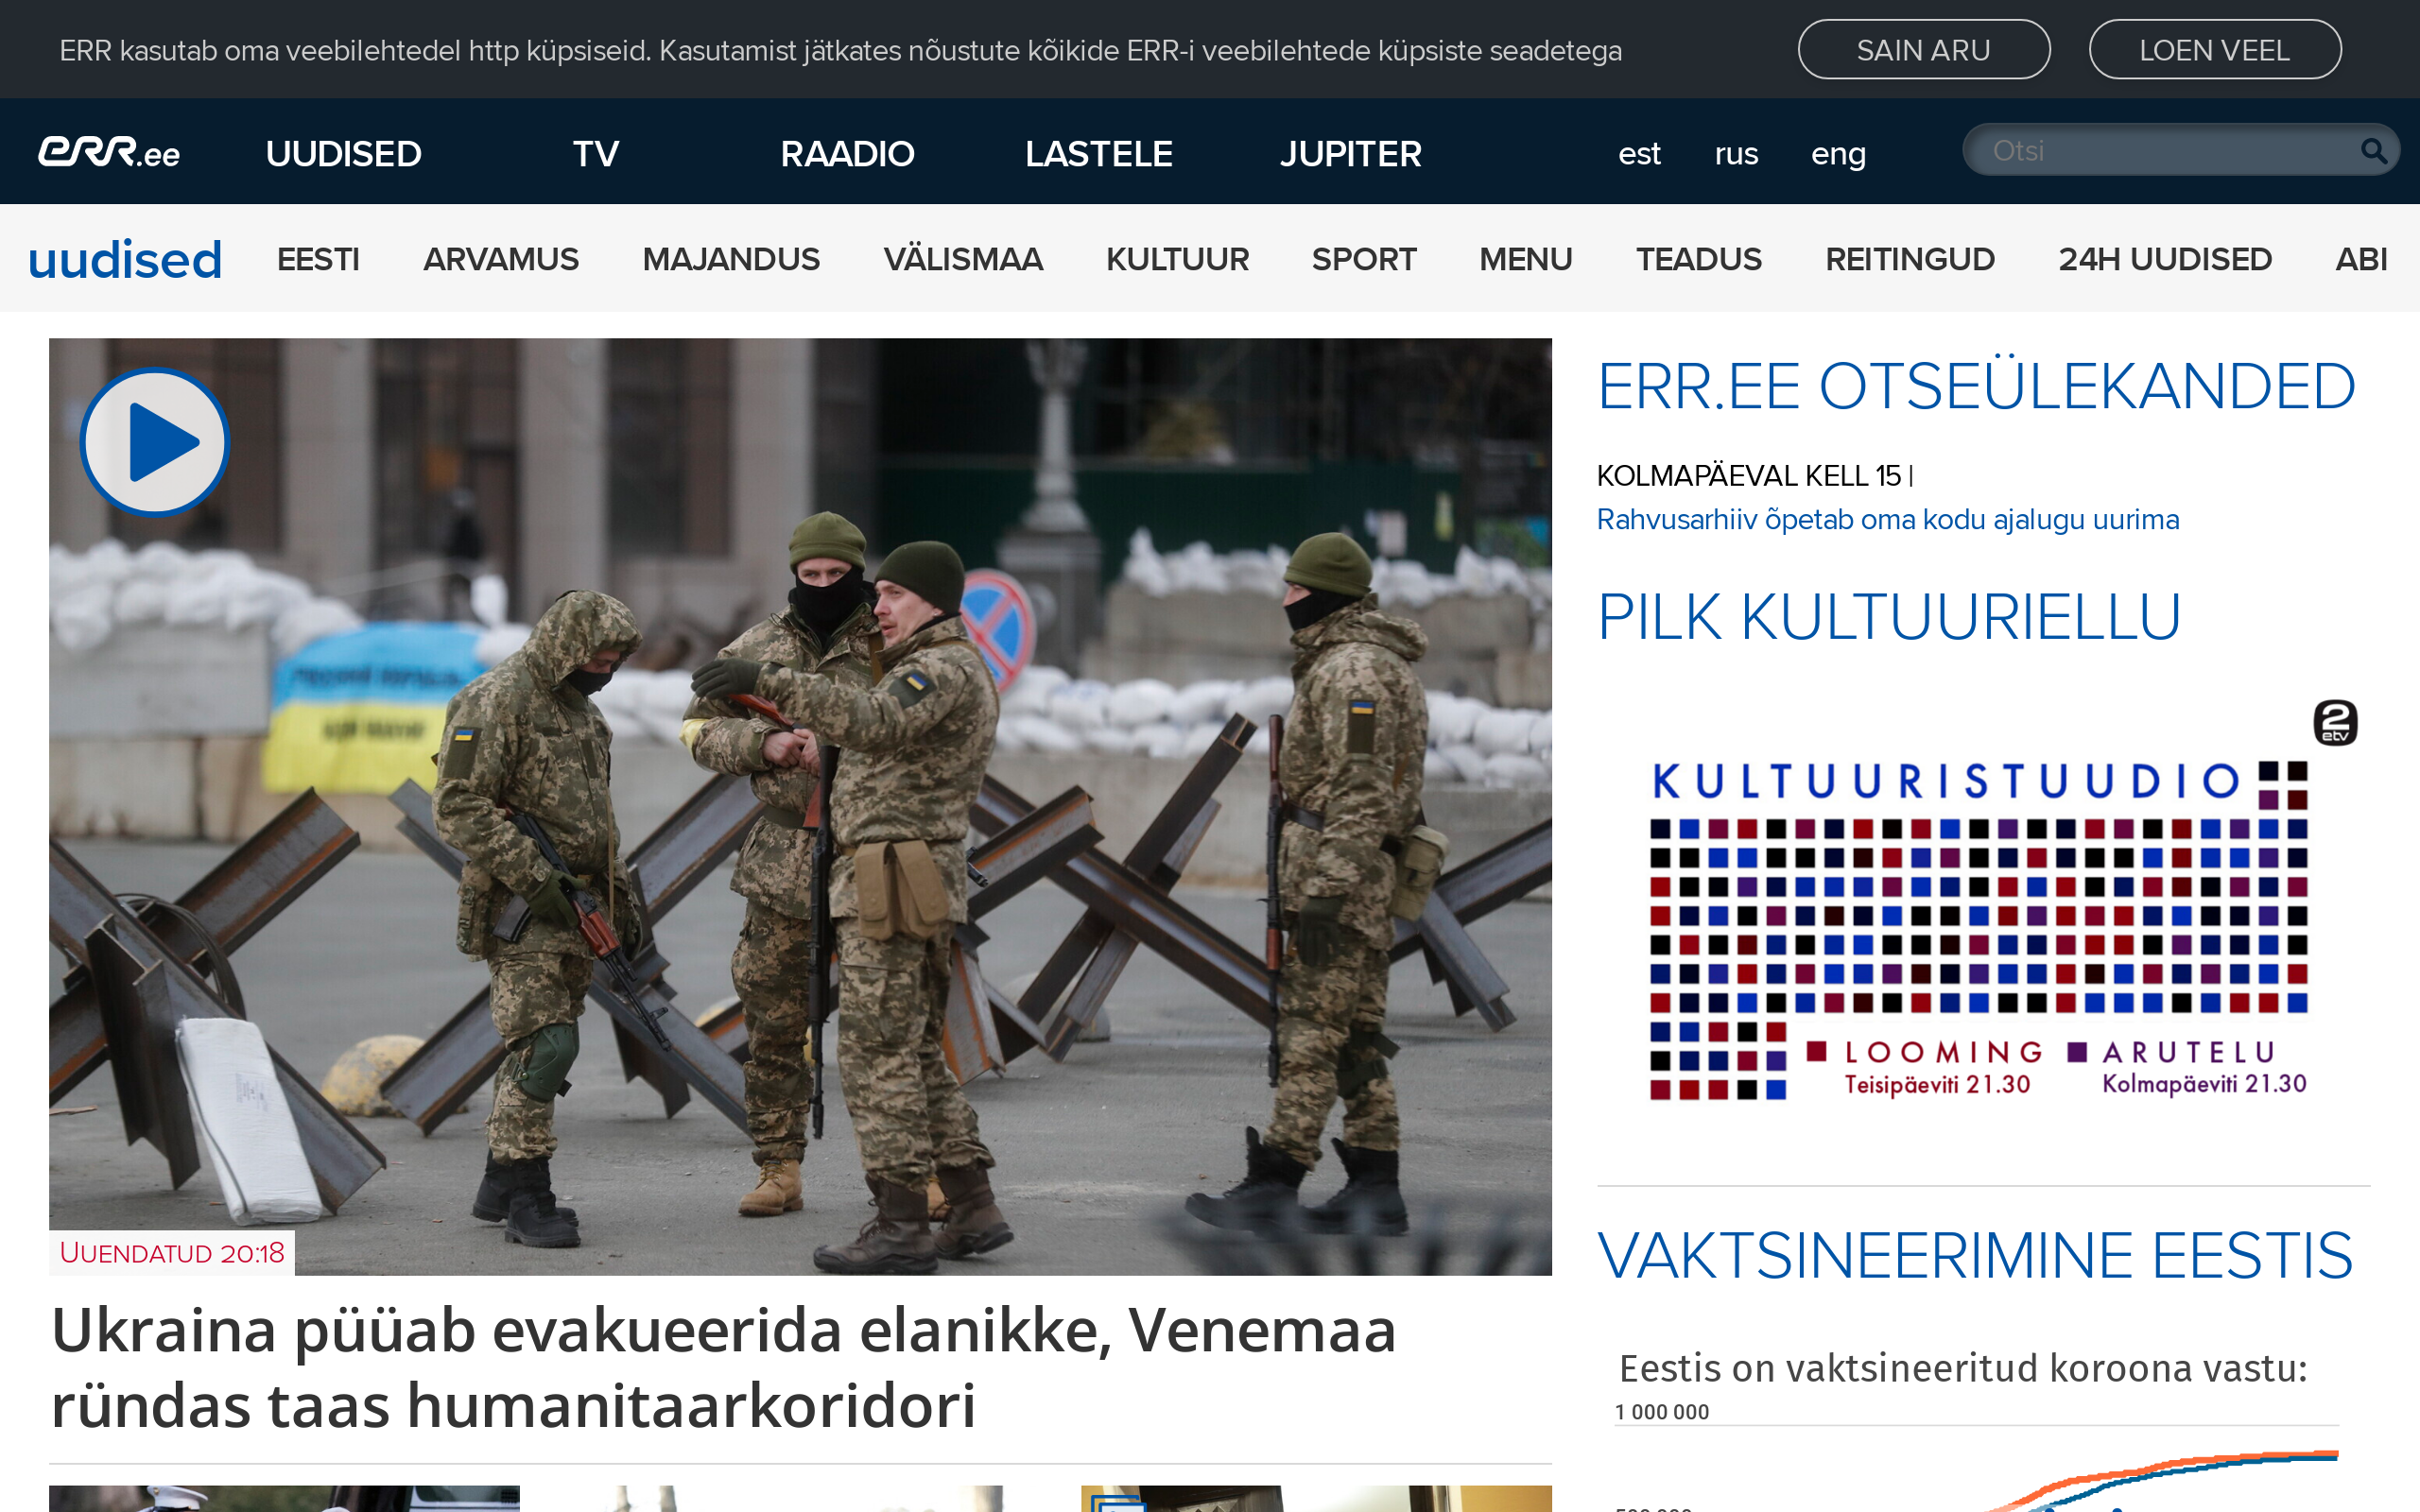 ERR kasutab oma veebilehtedel http küpsiseid. Kasutamist jätkates nõustute kõikide ERR-i veebilehtede küpsiste seadetega
SAIN ARU
LOEN VEEL
err.ee
UUDISED
TV
RAADIO
LASTELE
JUPITER
est
rus
eng
Otsi
uudised
EESTI
ARVAMUS
MAJANDUS
VÄLISMAA
KULTUUR
SPORT
MENU
TEADUS
REITINGUD
24H UUDISED
ABI
UUENDATUD 20:18
Ukraina püüab evakueerida elanikke, Venemaa
ründas taas humanitaarkoridori
ERR.EE OTSEÜLEKANDED
KOLMAPÄEVAL KELL 15 |
Rahvusarhiiv õpetab oma kodu ajalugu uurima
PILK KULTUURIELLU
2
etv
KULTUURISTUUDIO
LOOMING
Teisipäeviti 21.30
ARUTELU
Kolmapäeviti 21.30
VAKTSINEERIMINE EESTIS
Eestis on vaktsineeritud koroona vastu:
1 000 000